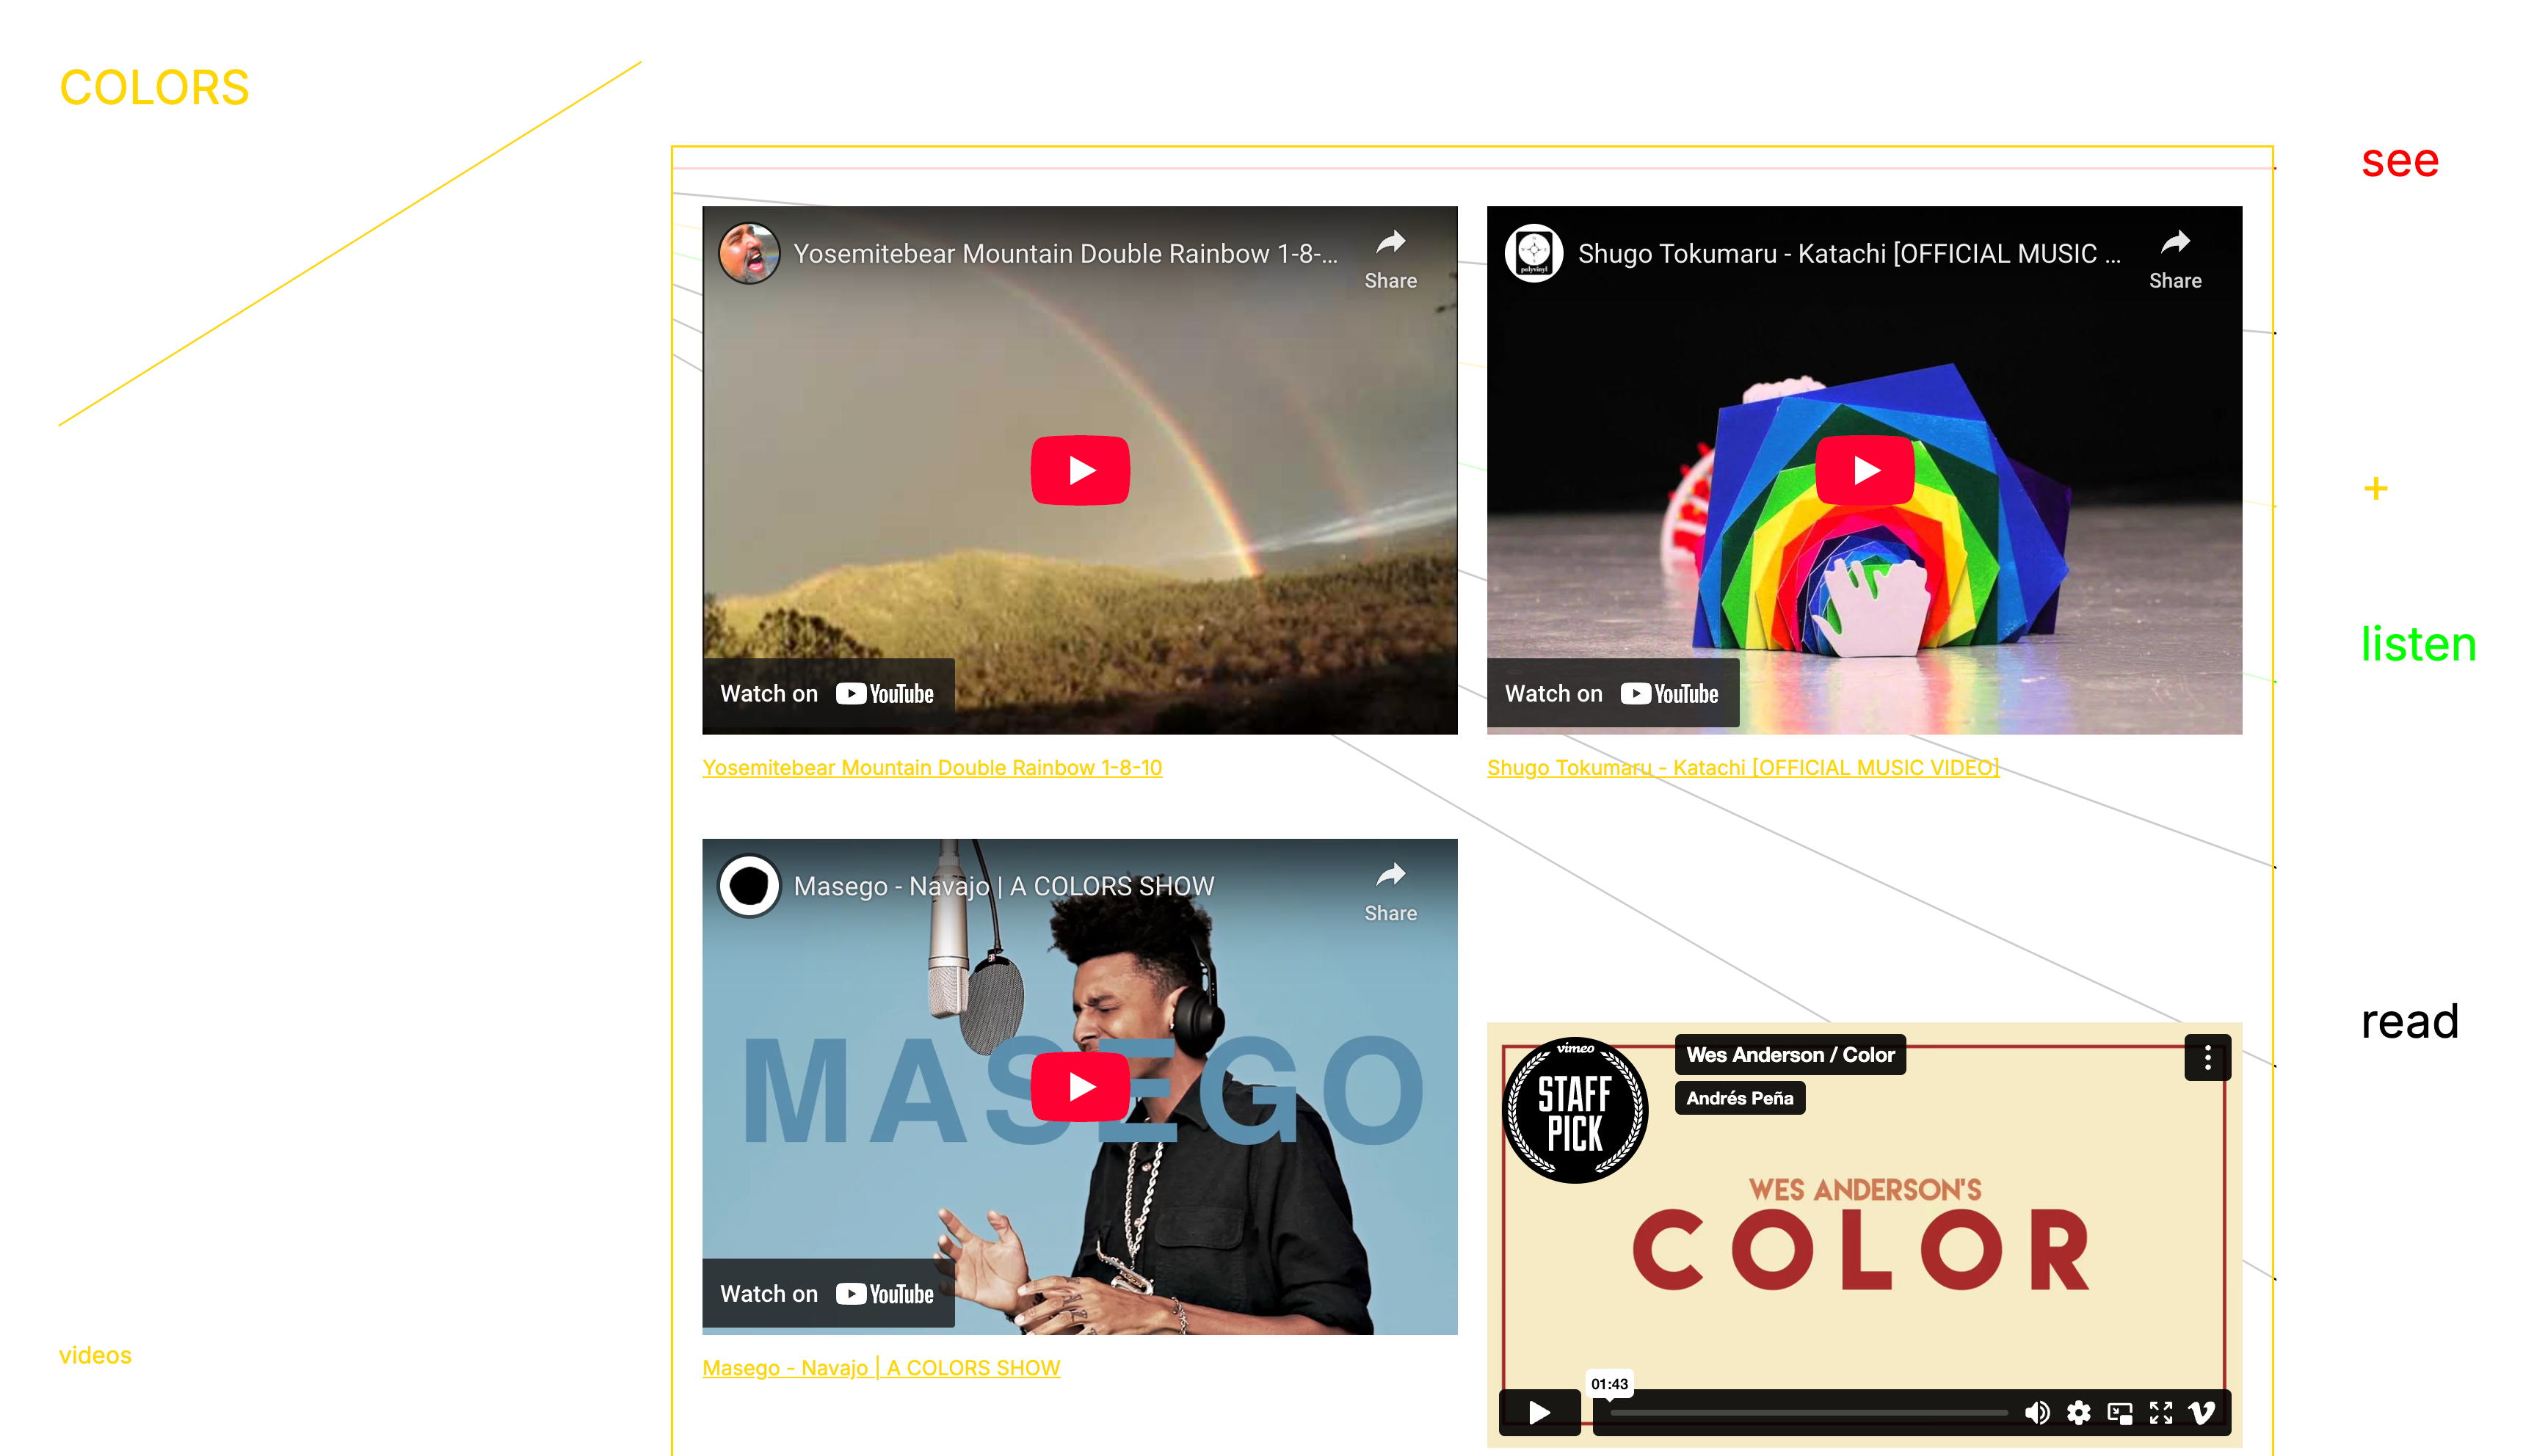 COLORS
see
+
listen
read
videos
Yosemitebear Mountain Double Rainbow 1-8-...
Share
Watch on YouTube
Yosemitebear Mountain Double Rainbow 1-8-10
Shugo Tokumaru - Katachi [OFFICIAL MUSIC ...
Share
Watch on YouTube
Shugo Tokumaru - Katachi [OFFICIAL MUSIC VIDEO]
Masego - Navajo | A COLORS SHOW
Share
MASEGO
Watch on YouTube
Masego - Navajo | A COLORS SHOW
vimeo
STAFF
PICK
Wes Anderson / Color
Andrés Peña
WES ANDERSON'S
COLOR
01:43